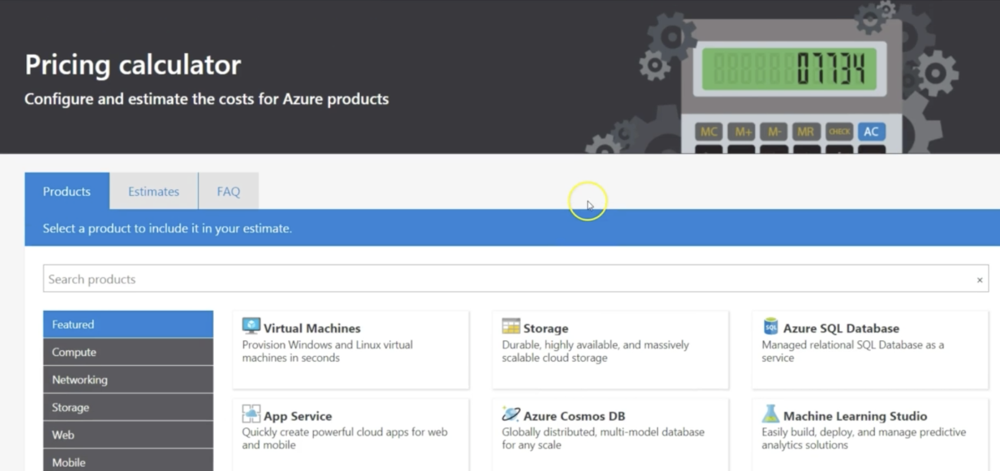 Pricing calculator
Configure and estimate the costs for Azure products
07734
MC M+ M- MR CHECK AC
Products Estimates FAQ
Select a product to include it in your estimate.
Search products ×
Featured
Compute
Networking
Storage
Web
Mobile
Virtual Machines
Provision Windows and Linux virtual
machines in seconds
Storage
Durable, highly available, and massively
scalable cloud storage
SQL Azure SQL Database
Managed relational SQL Database as a
service
App Service
Quickly create powerful cloud apps for web
and mobile
Azure Cosmos DB
Globally distributed, multi-model database
for any scale
Machine Learning Studio
Easily build, deploy, and manage predictive
analytics solutions